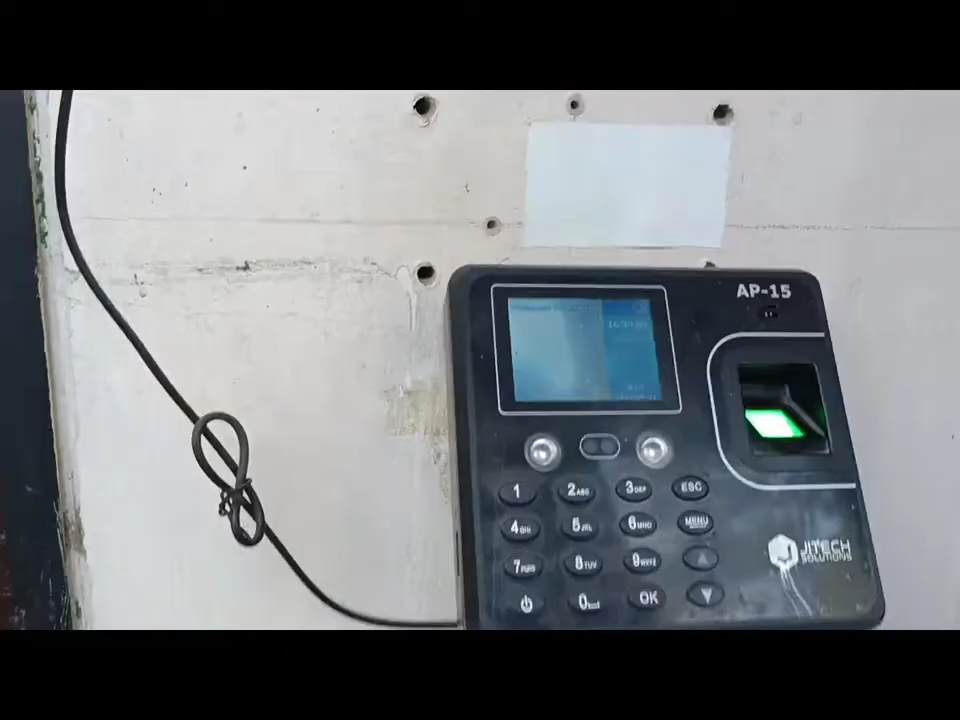 AP-15
1 2ABC 3DEF ESC
4GHI 5JKL 6MNO MENU
7PQRS 8TUV 9WXYZ
0 OK
JITECH
SOLUTIONS